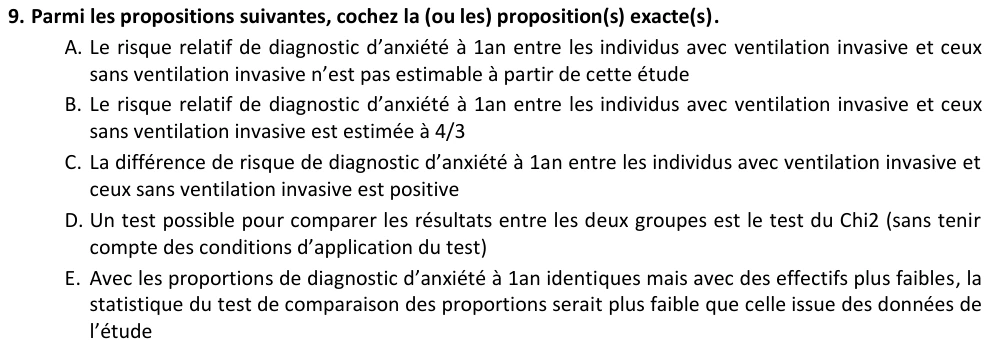 9. Parmi les propositions suivantes, cochez la (ou les) proposition(s) exacte(s).
A. Le risque relatif de diagnostic d’anxiété à 1an entre les individus avec ventilation invasive et ceux
sans ventilation invasive n’est pas estimable à partir de cette étude
B. Le risque relatif de diagnostic d’anxiété à 1an entre les individus avec ventilation invasive et ceux
sans ventilation invasive est estimée à 4/3
C. La différence de risque de diagnostic d’anxiété à 1an entre les individus avec ventilation invasive et
ceux sans ventilation invasive est positive
D. Un test possible pour comparer les résultats entre les deux groupes est le test du Chi2 (sans tenir
compte des conditions d’application du test)
E. Avec les proportions de diagnostic d’anxiété à 1an identiques mais avec des effectifs plus faibles, la
statistique du test de comparaison des proportions serait plus faible que celle issue des données de
l’étude